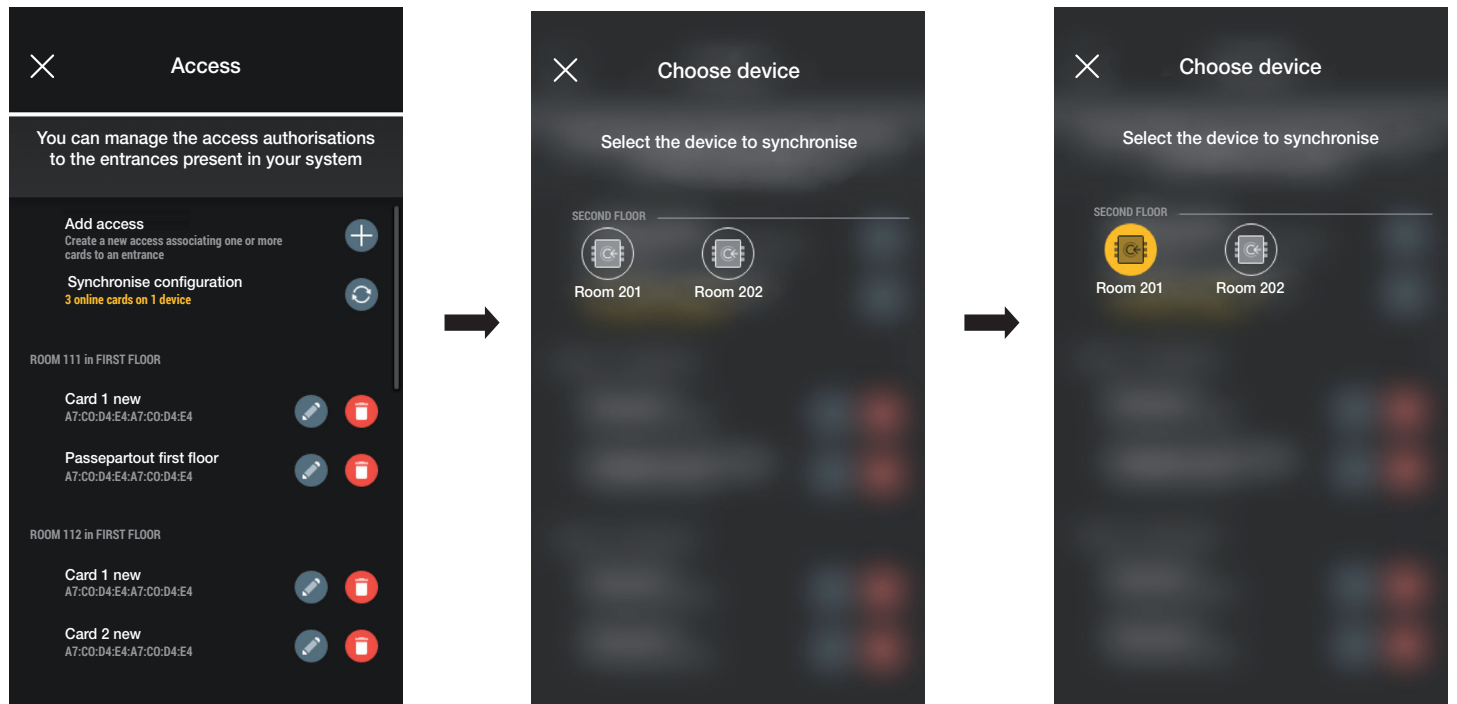 Access
You can manage the access authorisations
to the entrances present in your system
Add access
Create a new access associating one or more
cards to an entrance
Synchronise configuration
3 online cards on 1 device
ROOM 111 in FIRST FLOOR
Card 1 new
A7:C0:D4:E4:A7:C0:D4:E4
Passepartout first floor
A7:C0:D4:E4:A7:C0:D4:E4
ROOM 112 in FIRST FLOOR
Card 1 new
A7:C0:D4:E4:A7:C0:D4:E4
Card 2 new
A7:C0:D4:E4:A7:C0:D4:E4
Choose device
Select the device to synchronise
SECOND FLOOR
Room 201
Room 202
Choose device
Select the device to synchronise
SECOND FLOOR
Room 201
Room 202